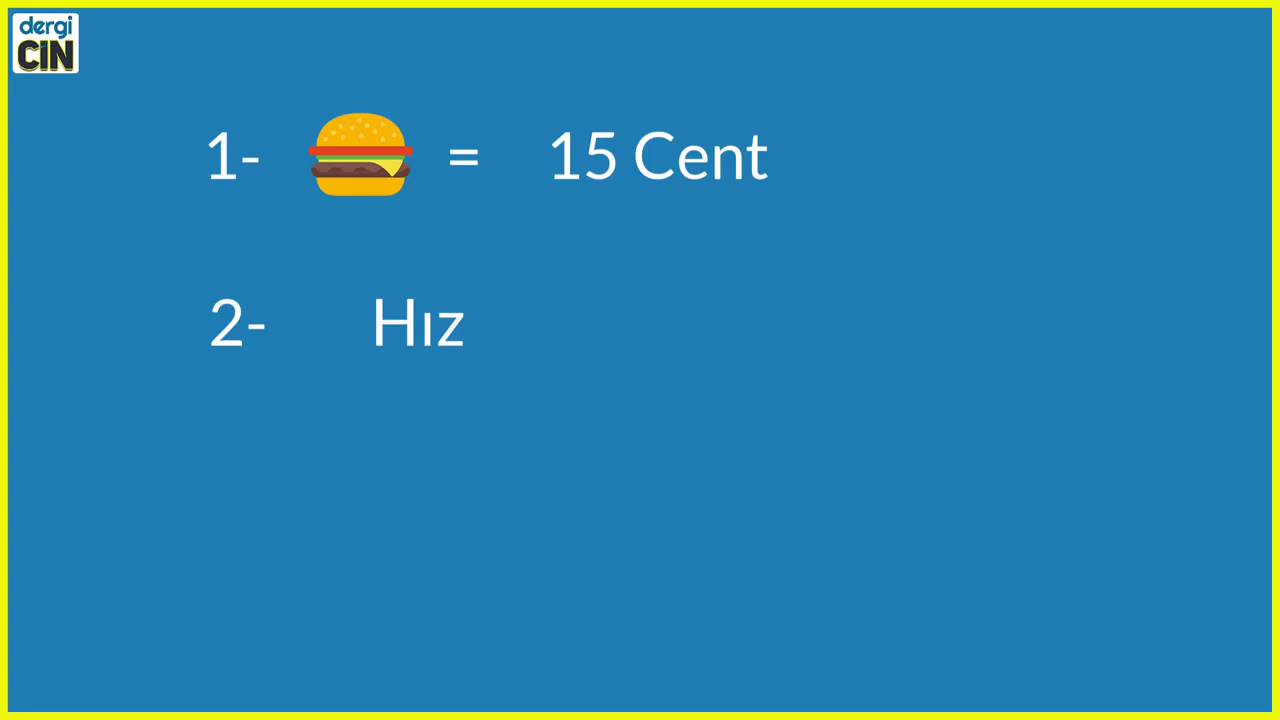 dergi
CİN
1- = 15 Cent
2- Hız